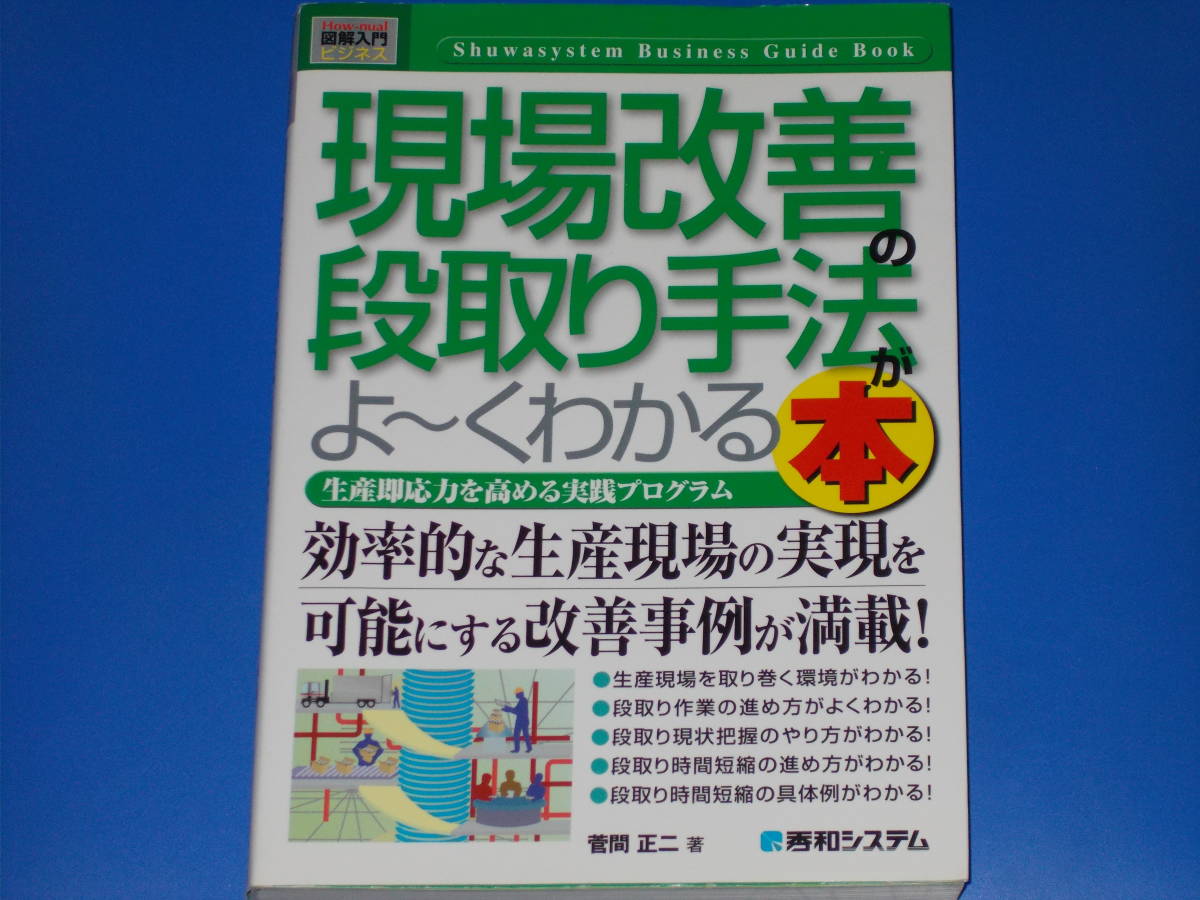 How-nual
図解入門
ビジネス
Shuwasystem Business Guide Book
現場改善の
段取り手法が
よ〜くわかる本
生産即応力を高める実践プログラム
効率的な生産現場の実現を
可能にする改善事例が満載！
●生産現場を取り巻く環境がわかる！
●段取り作業の進め方がよくわかる！
●段取り現状把握のやり方がわかる！
●段取り時間短縮の進め方がわかる！
●段取り時間短縮の具体例がわかる！
菅間 正二 著
秀和システム